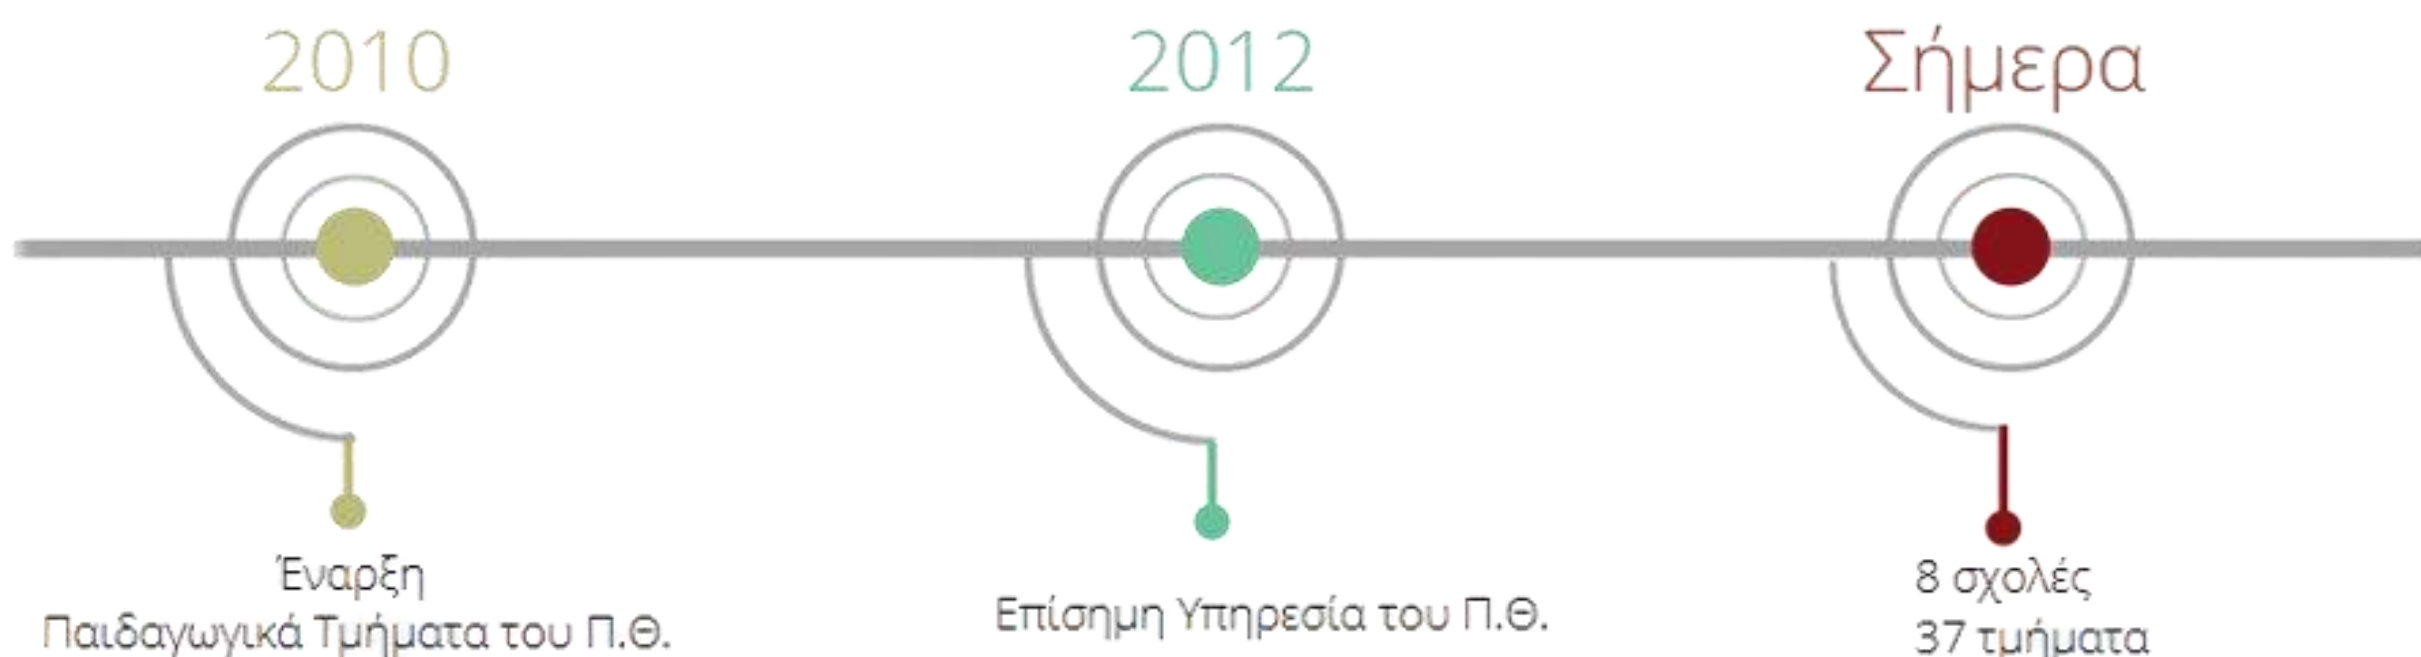 2010
2012
Σήμερα
Έναρξη
Παιδαγωγικά Τμήματα του Π.Θ.
Επίσημη Υπηρεσία του Π.Θ.
8 σχολές
37 τμήματα